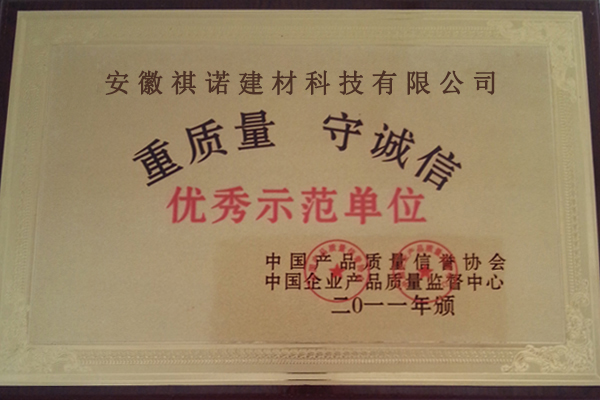 安徽祺诺建材科技有限公司
重质量 守诚信
优秀示范单位
中国产品质量信誉协会
中国企业产品质量监督中心
二0一一年颁